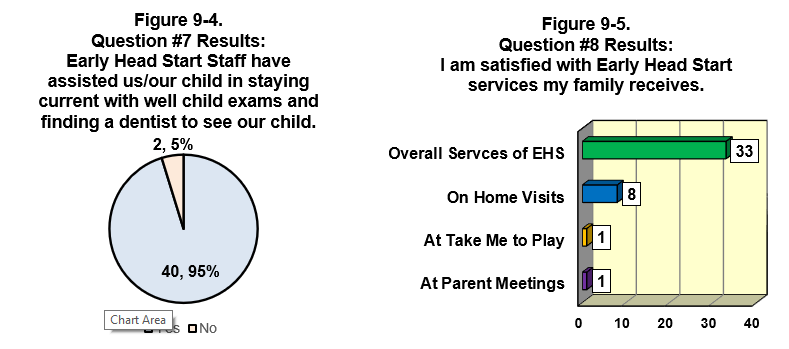 Figure 9-4.
Question #7 Results:
Early Head Start Staff have
assisted us/our child in staying
current with well child exams and
finding a dentist to see our child.
2, 5%
40, 95%
Chart Area
No
Figure 9-5.
Question #8 Results:
I am satisfied with Early Head Start
services my family receives.
Overall Servces of EHS
33
On Home Visits
8
At Take Me to Play
1
At Parent Meetings
1
0 10 20 30 40